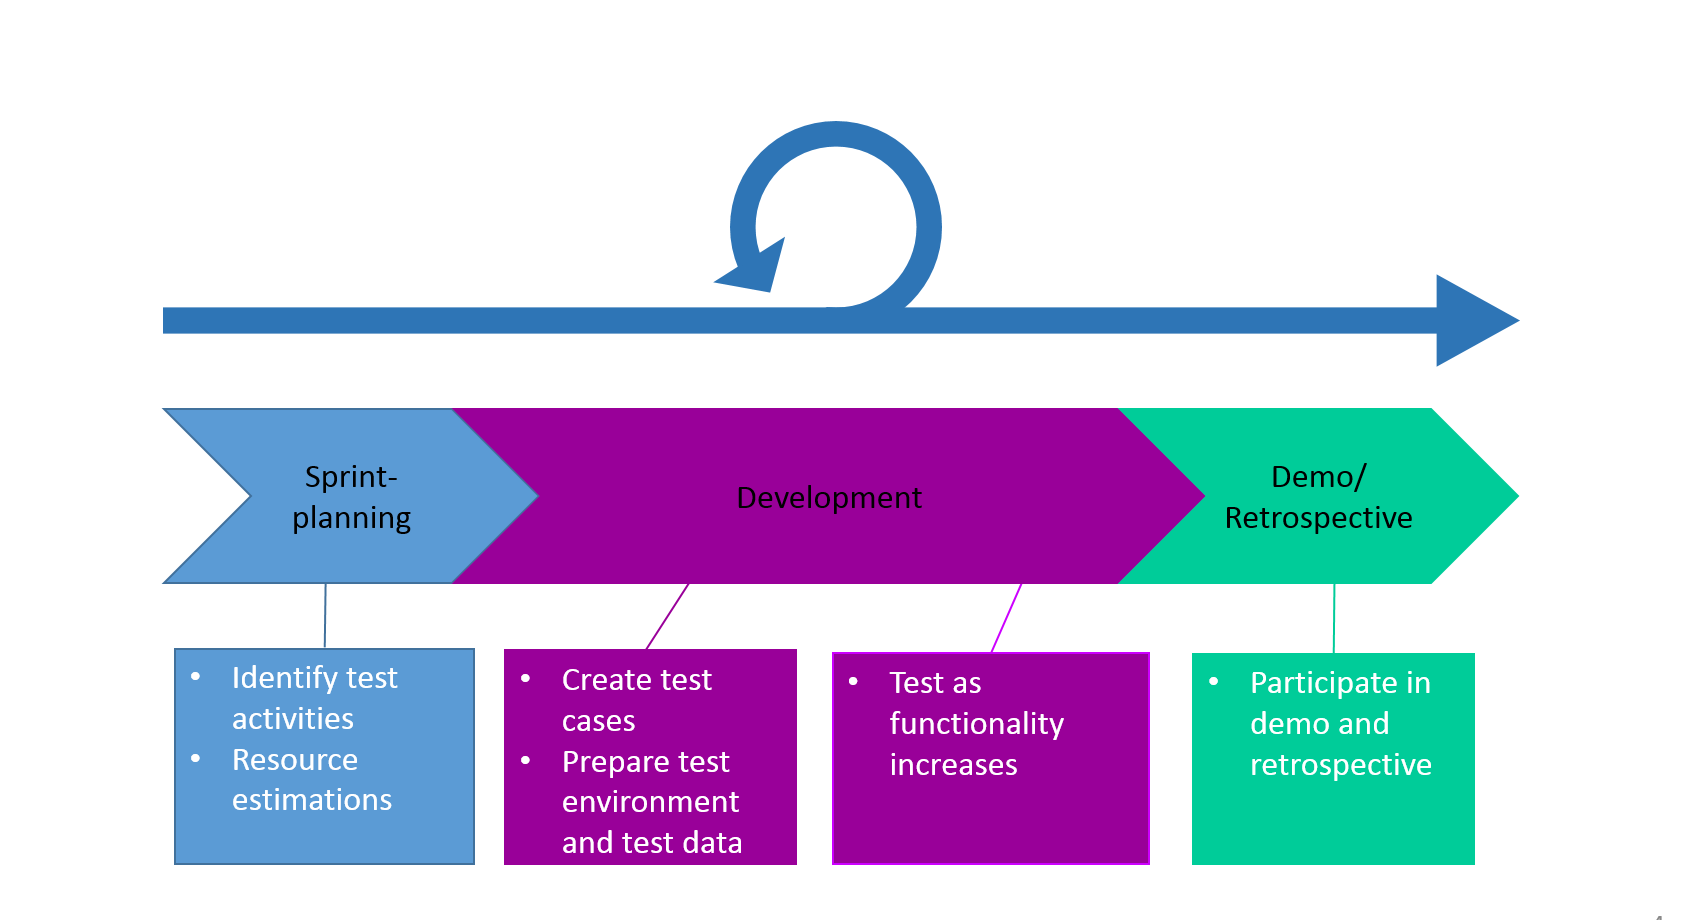 Sprint-
planning
Development
Demo/
Retrospective
• Identify test
activities
• Resource
estimations
• Create test
cases
• Prepare test
environment
and test data
• Test as
functionality
increases
• Participate in
demo and
retrospective